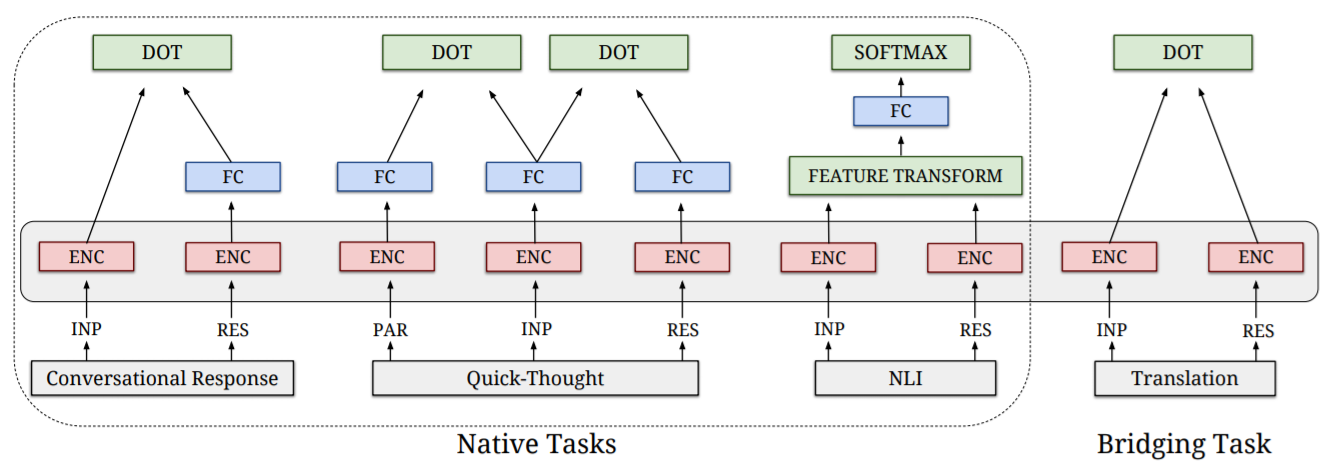 DOT DOT DOT SOFTMAX DOT
FC
FC FC FC FC FEATURE TRANSFORM
ENC ENC ENC ENC ENC ENC ENC ENC ENC
INP RES PAR INP RES INP RES INP RES
Conversational Response Quick-Thought NLI Translation
Native Tasks Bridging Task